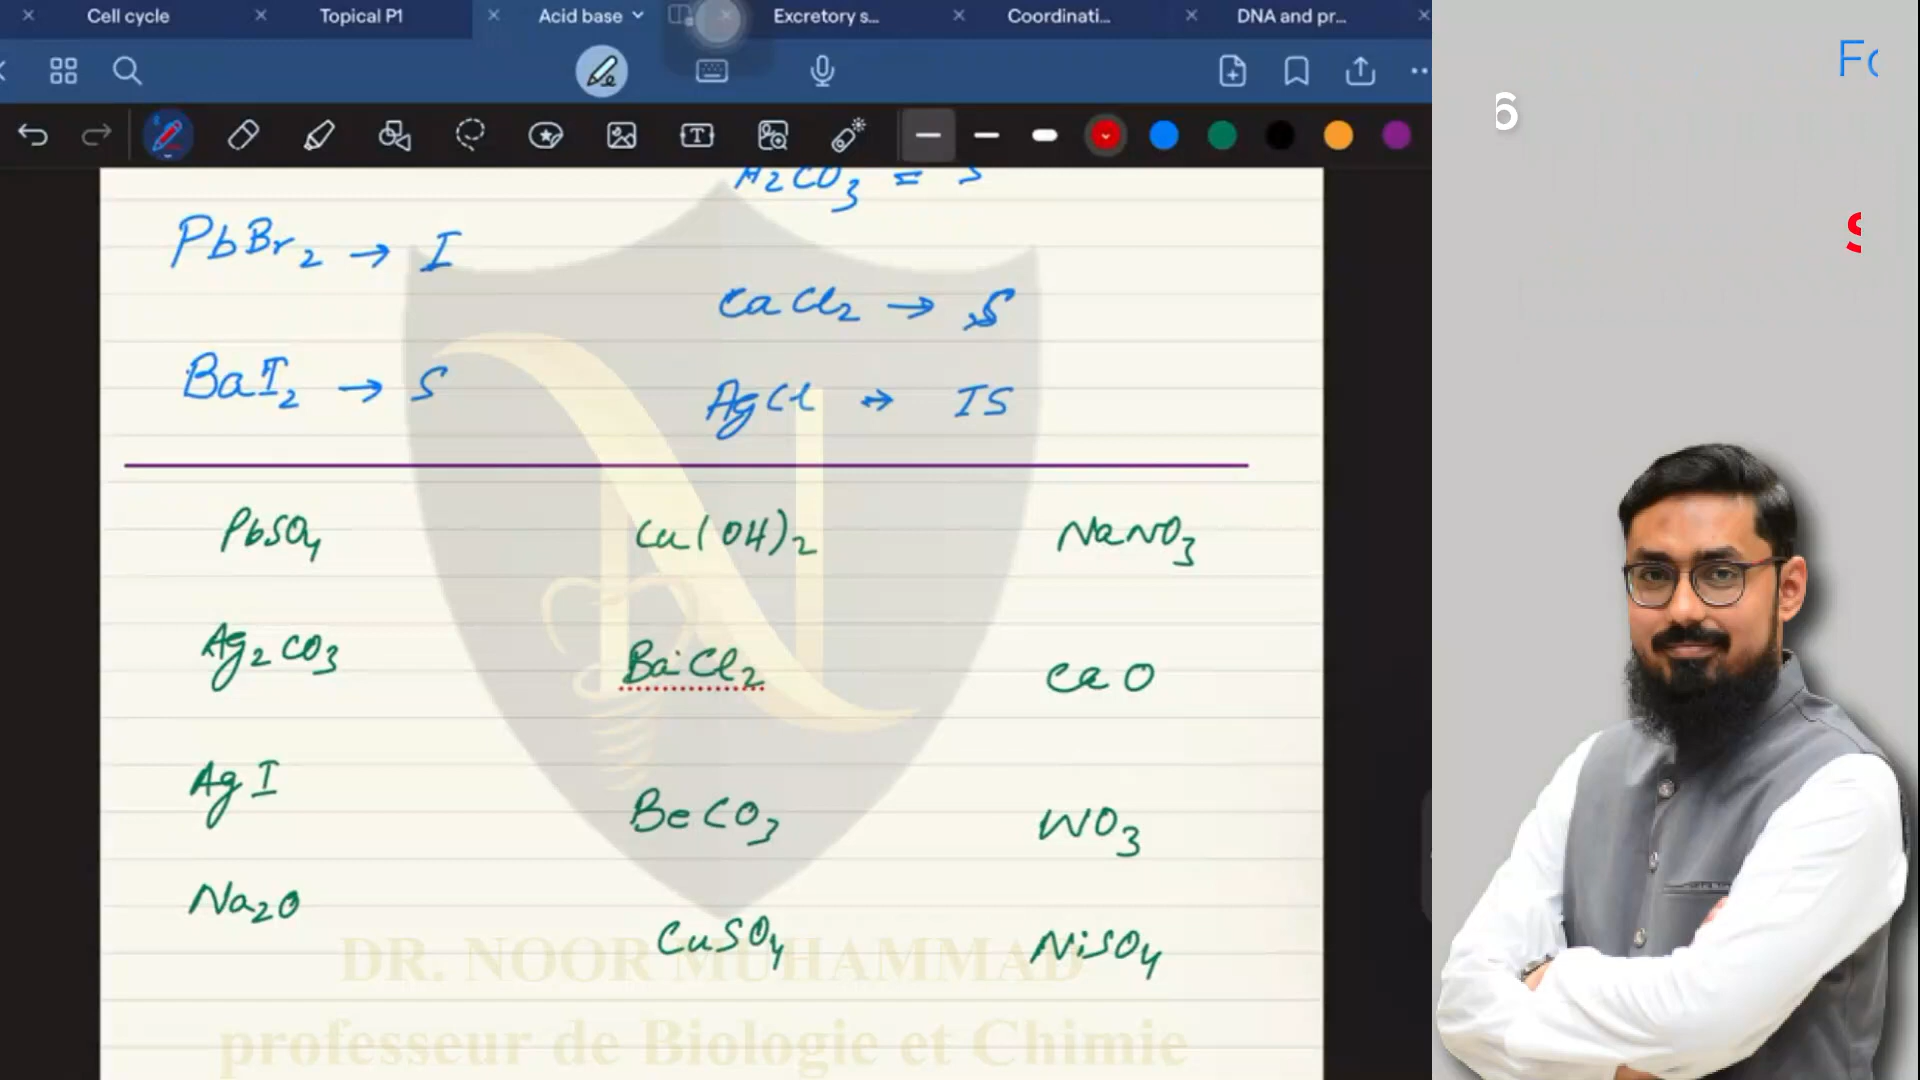 Cell cycle Topical P1 Acid base Excretory s... Coordinati... DNA and pr...
Fo
6
S
PbBr2 → I
CaCl2 → S
BaI2 → S
AgCl → IS
PbSO4 Cu(OH)2 NaNO3
Ag2CO3 BaCl2 CaO
AgI BeCO3 WO3
Na2O CuSO4 NiSO4
DR. NOOR MUHAMMAD
professeur de Biologie et Chimie